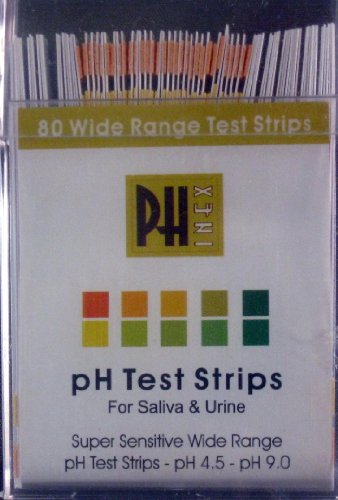 80 Wide Range Test Strips
PH
INEX
pH Test Strips
For Saliva & Urine
Super Sensitive Wide Range
pH Test Strips - pH 4.5 - pH 9.0